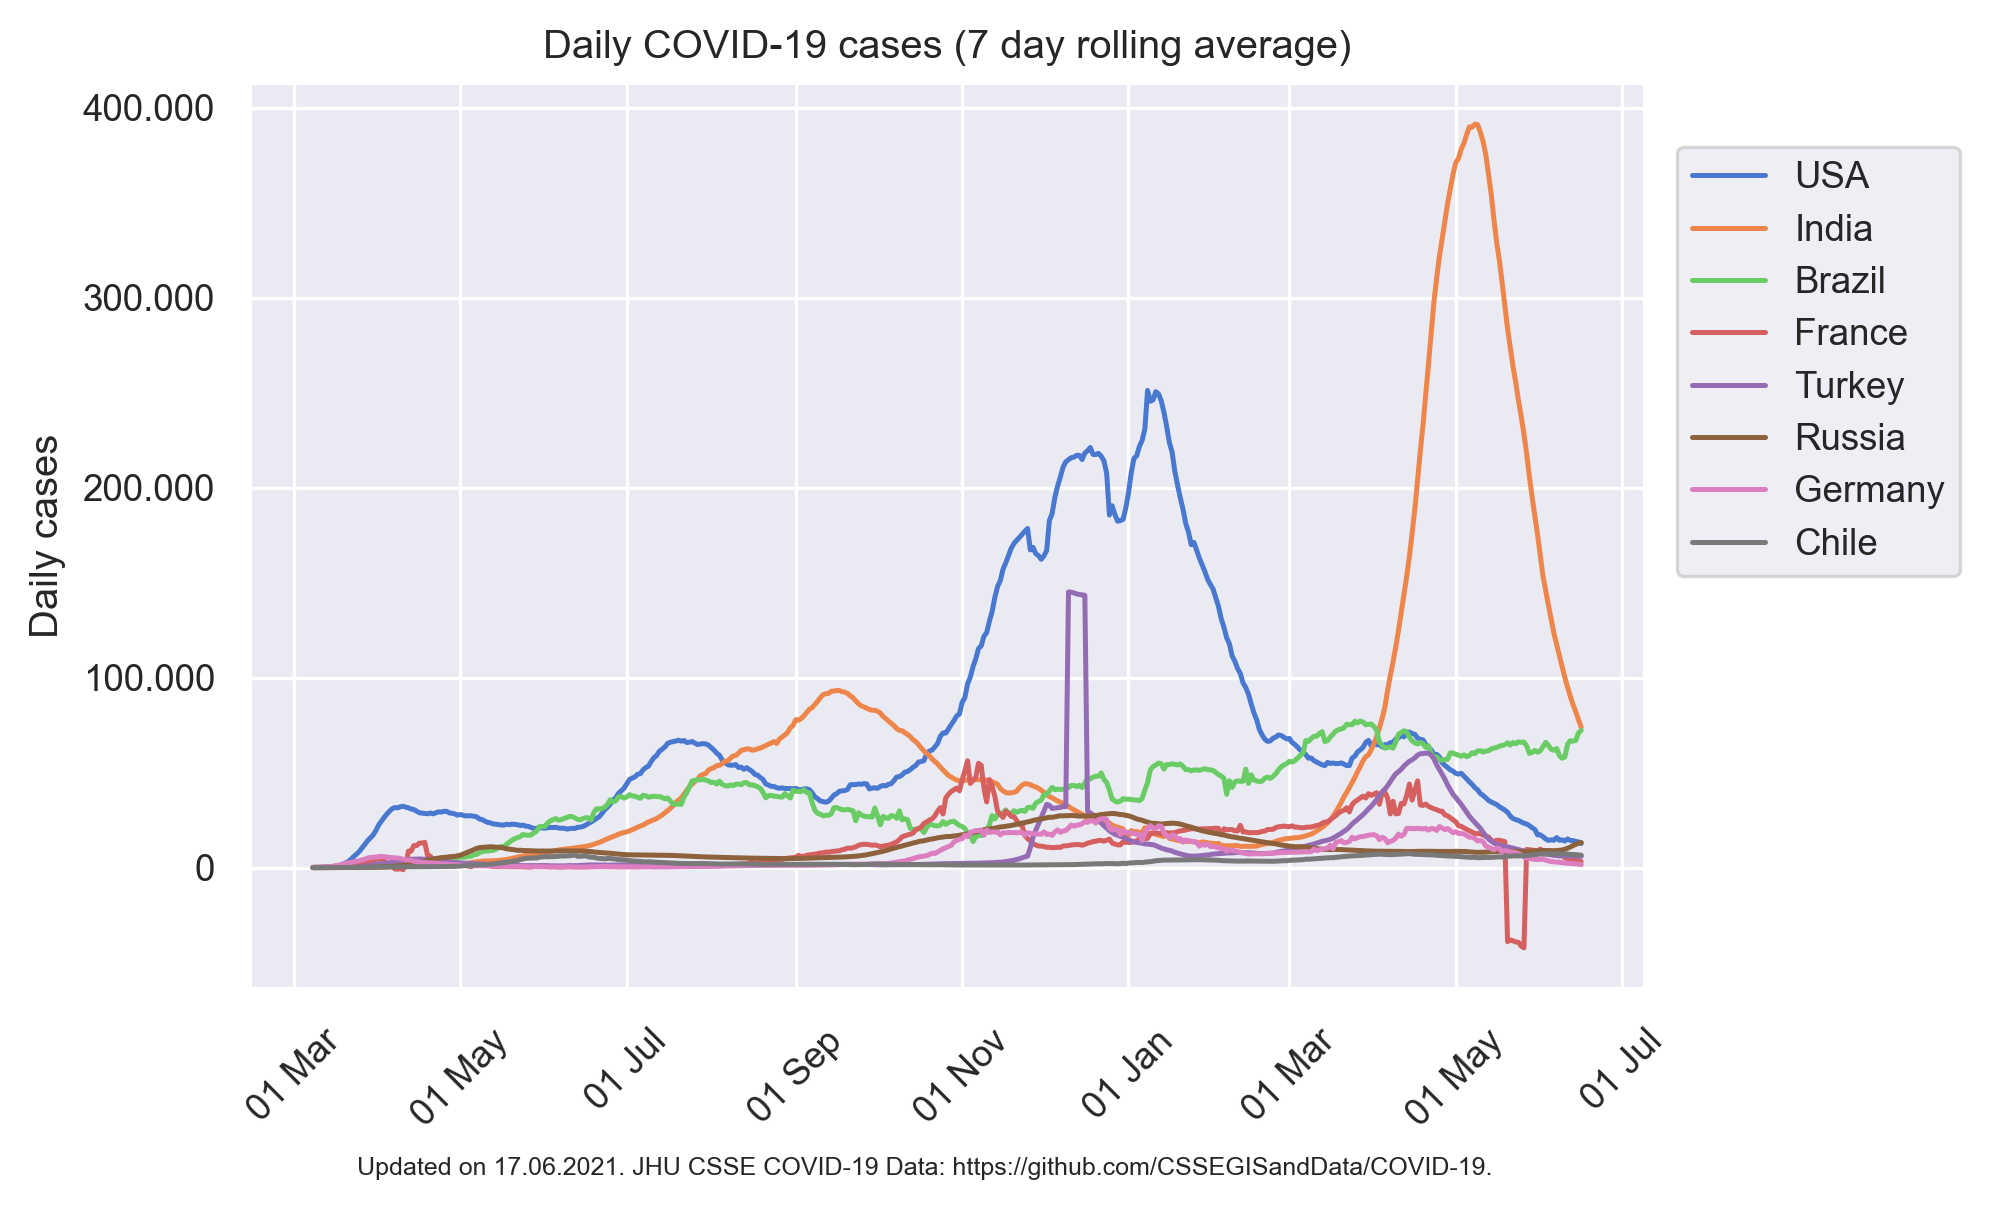 Daily COVID-19 cases (7 day rolling average)
400.000
300.000
200.000
100.000
0
Daily cases
USA
India
Brazil
France
Turkey
Russia
Germany
Chile
01 Mar
01 May
01 Jul
01 Sep
01 Nov
01 Jan
01 Mar
01 May
01 Jul
Updated on 17.06.2021. JHU CSSE COVID-19 Data: https://github.com/CSSEGISandData/COVID-19.